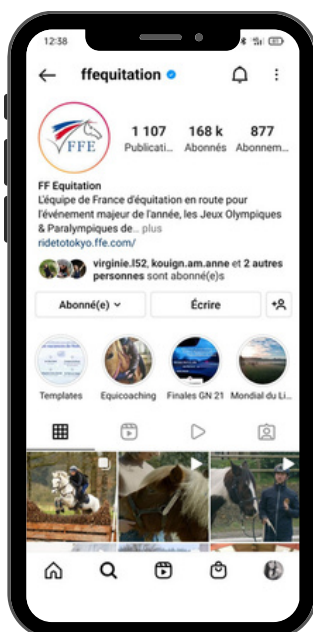 12:38
ffequitation
FFE
1 107 168 k 877
Publicati... Abonnés Abonnem...
FF Equitation
L'équipe de France d'équitation en route pour
l'événement majeur de l'année, les Jeux Olympiques
& Paralympiques de... plus
ridetotokyo.ffe.com/
virginie.l52, kouign.am.anne et 2 autres
personnes sont abonné(e)s
Abonné(e) Écrire
Templates Equicoaching Finales GN 21 Mondial du Li...